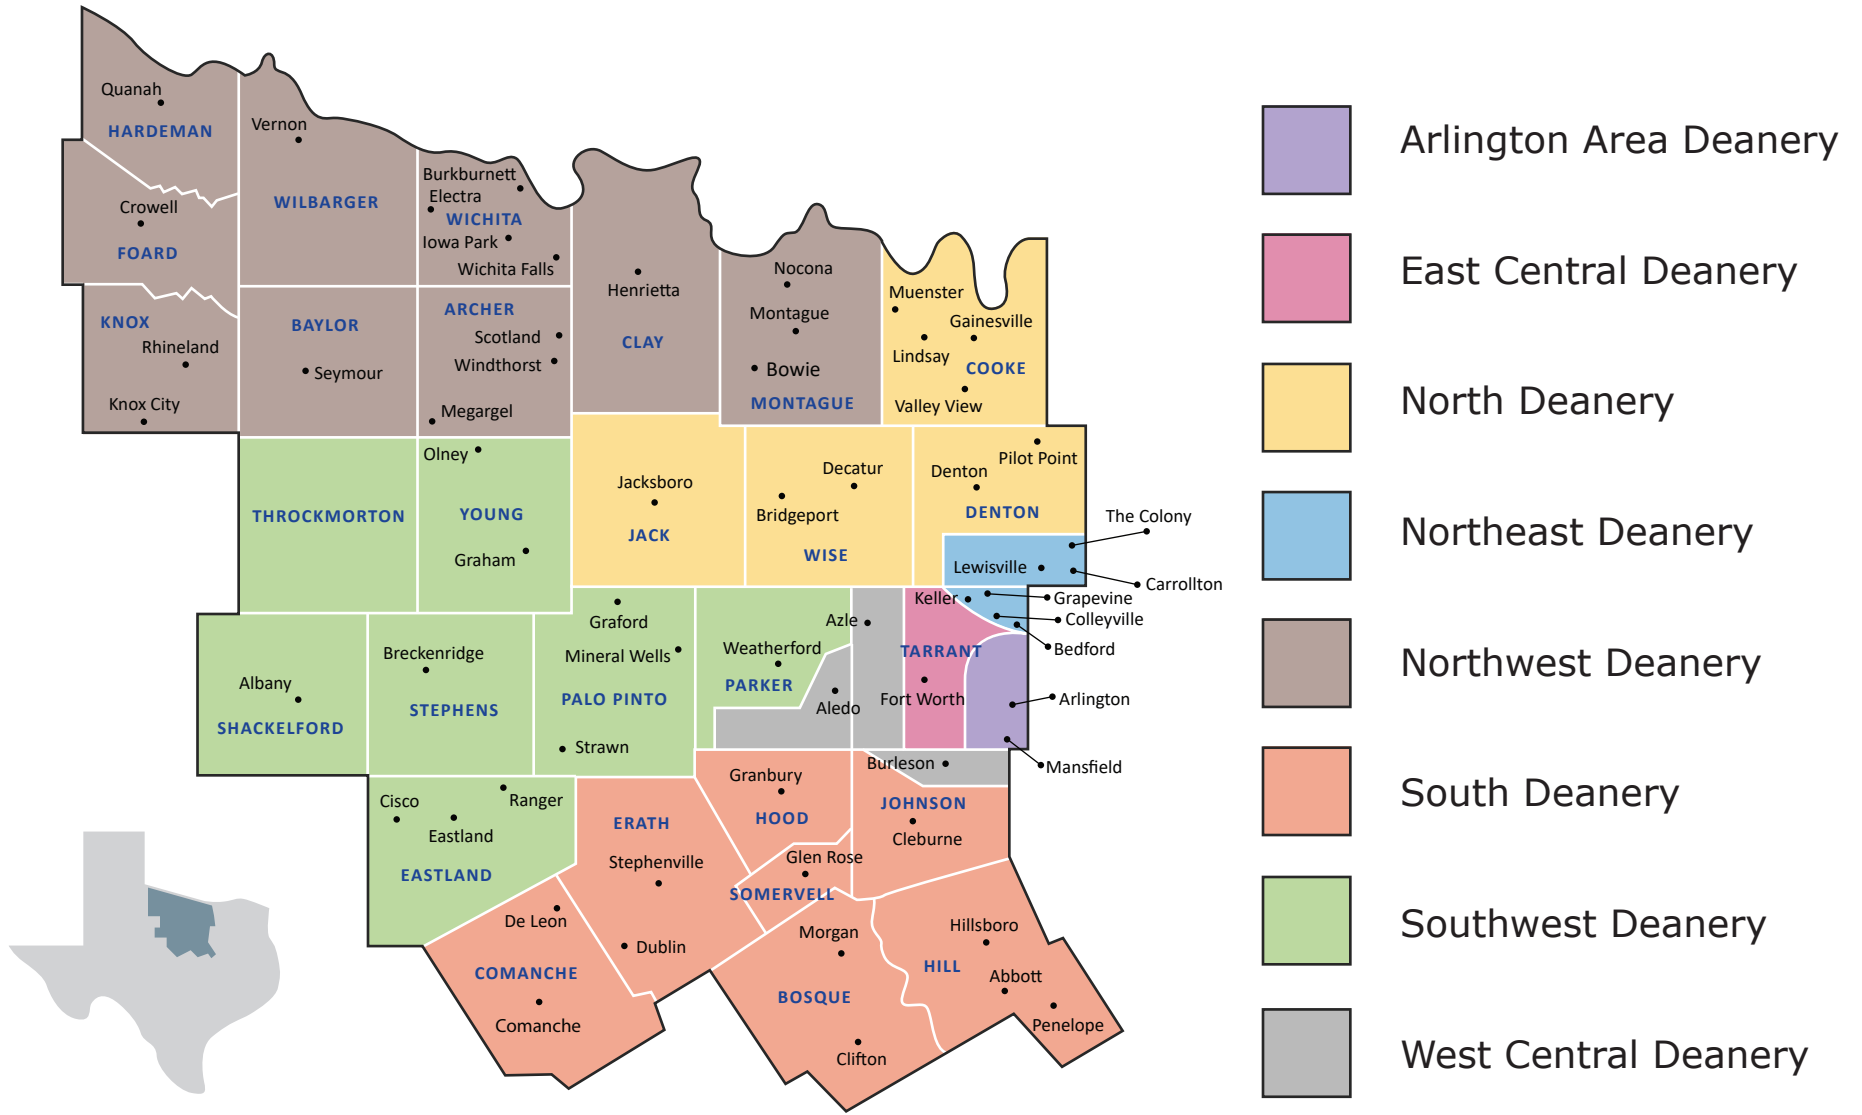 Quanah
HARDEMAN
Vernon
WILBARGER
Burkburnett
Electra
WICHITA
Iowa Park
Wichita Falls
Crowell
FOARD
KNOX
Rhineland
Knox City
BAYLOR
Seymour
ARCHER
Scotland
Windthorst
Megargel
Henrietta
CLAY
Nocona
Montague
Bowie
MONTAGUE
Muenster
Gainesville
Lindsay
COOKE
Valley View
THROCKMORTON
Olney
YOUNG
Graham
Jacksboro
JACK
Decatur
Bridgeport
WISE
Pilot Point
Denton
DENTON
The Colony
Lewisville
Carrollton
Keller
Grapevine
Colleyville
Bedford
Albany
SHACKELFORD
Breckenridge
STEPHENS
Graford
Mineral Wells
PALO PINTO
Strawn
Weatherford
PARKER
Azle
Aledo
TARRANT
Fort Worth
Arlington
Mansfield
Cisco
Ranger
Eastland
EASTLAND
ERATH
Stephenville
Dublin
Granbury
HOOD
Burleson
JOHNSON
Cleburne
Glen Rose
SOMERVELL
De Leon
COMANCHE
Comanche
Morgan
BOSQUE
Clifton
Hillsboro
HILL
Abbott
Penelope
Arlington Area Deanery
East Central Deanery
North Deanery
Northeast Deanery
Northwest Deanery
South Deanery
Southwest Deanery
West Central Deanery